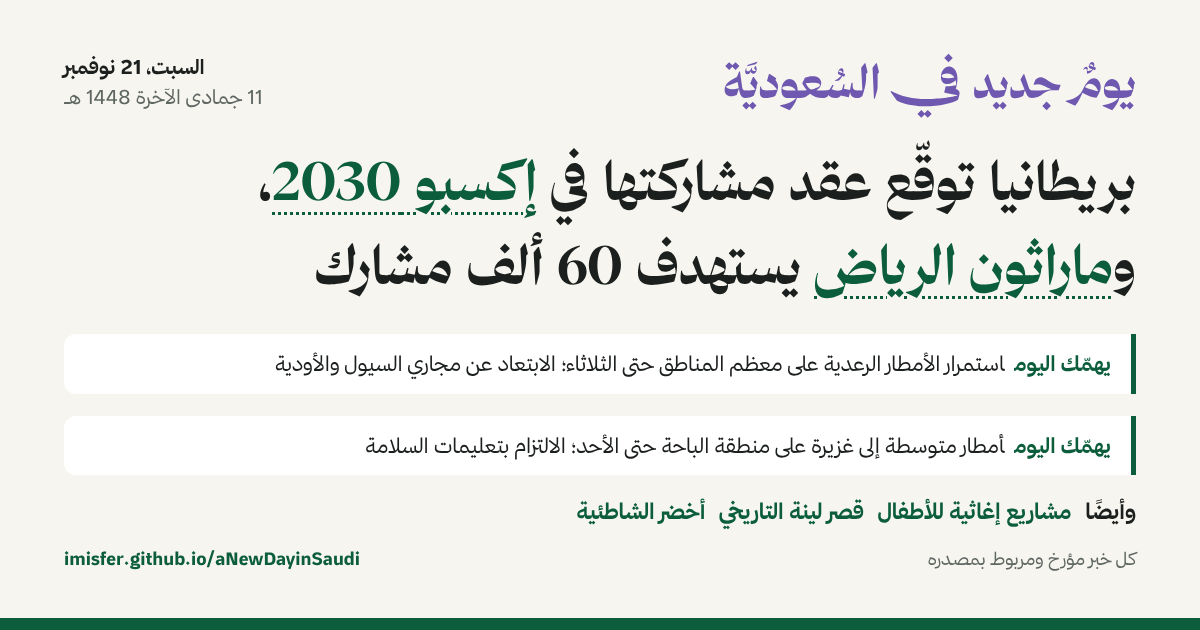 يومٌ جديد في السُعوديَّة
السبت، 21 نوفمبر
11 جمادى الآخرة 1448 هـ
بريطانيا توقّع عقد مشاركتها في إكسبو 2030،
وماراثون الرياض يستهدف 60 ألف مشارك
يهمّك اليوم استمرار الأمطار الرعدية على معظم المناطق حتى الثلاثاء؛ الابتعاد عن مجاري السيول والأودية
يهمّك اليوم أمطار متوسطة إلى غزيرة على منطقة الباحة حتى الأحد؛ الالتزام بتعليمات السلامة
وأيضًا مشاريع إغاثية للأطفال قصر لينة التاريخي أخضر الشاطئية
كل خبر مؤرخ ومربوط بمصدره
imisfer.github.io/aNewDayinSaudi